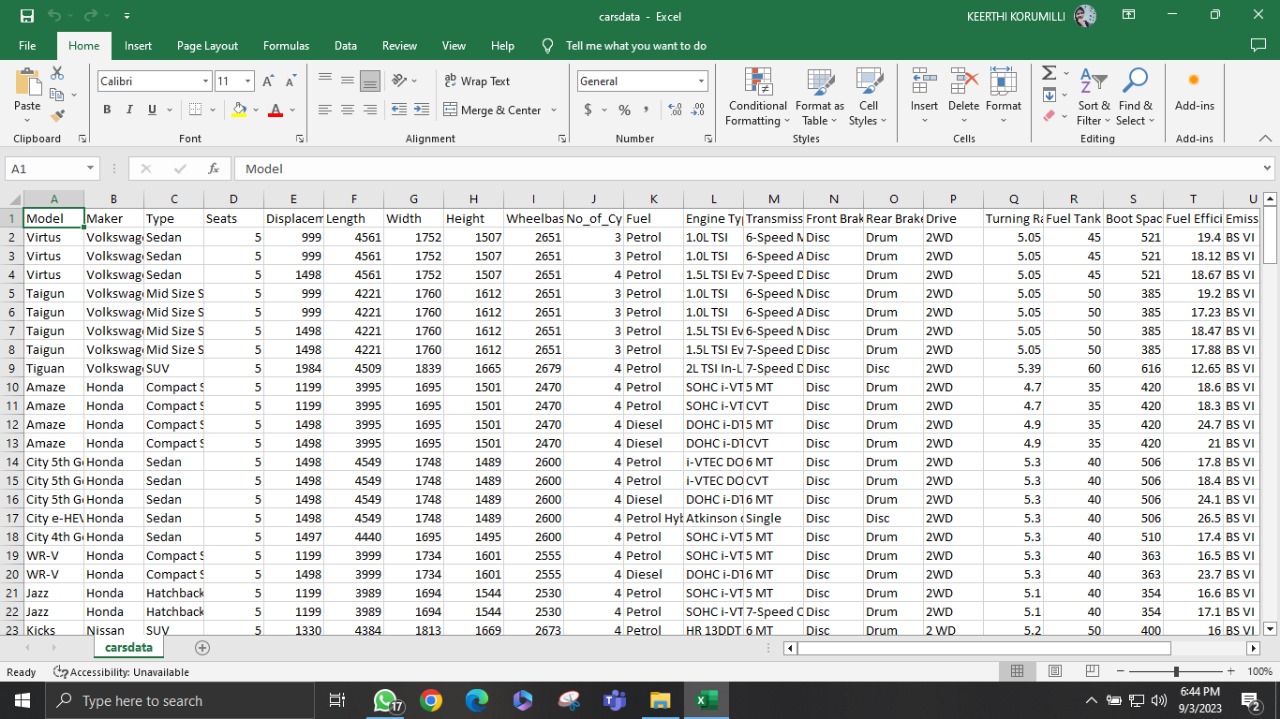 carsdata - Excel KEERTHI KORUMILLI
File Home Insert Page Layout Formulas Data Review View Help Tell me what you want to do
Paste Calibri 11 Wrap Text General Conditional Formatting Format as Table Cell Styles Insert Delete Format Sort & Filter Find & Select Add-ins
B I U A Merge & Center $ % ,
Clipboard Font Alignment Number Styles Cells Editing Add-ins
A1 fx Model
A B C D E F G H I J K L M N O P Q R S T U
1 Model Maker Type Seats Displacem Length Width Height Wheelbas No_of_Cy Fuel Engine Ty Transmiss Front Brak Rear Brake Drive Turning Ra Fuel Tank Boot Spac Fuel Effici Emiss
2 Virtus Volkswag Sedan 5 999 4561 1752 1507 2651 3 Petrol 1.0L TSI 6-Speed M Disc Drum 2WD 5.05 45 521 19.4 BS VI
3 Virtus Volkswag Sedan 5 999 4561 1752 1507 2651 3 Petrol 1.0L TSI 6-Speed A Disc Drum 2WD 5.05 45 521 18.12 BS VI
4 Virtus Volkswag Sedan 5 1498 4561 1752 1507 2651 4 Petrol 1.5L TSI Ev 7-Speed D Disc Drum 2WD 5.05 45 521 18.67 BS VI
5 Taigun Volkswag Mid Size S 5 999 4221 1760 1612 2651 3 Petrol 1.0L TSI 6-Speed M Disc Drum 2WD 5.05 50 385 19.2 BS VI
6 Taigun Volkswag Mid Size S 5 999 4221 1760 1612 2651 3 Petrol 1.0L TSI 6-Speed A Disc Drum 2WD 5.05 50 385 17.23 BS VI
7 Taigun Volkswag Mid Size S 5 1498 4221 1760 1612 2651 3 Petrol 1.5L TSI Ev 6-Speed M Disc Drum 2WD 5.05 50 385 18.47 BS VI
8 Taigun Volkswag Mid Size S 5 1498 4221 1760 1612 2651 3 Petrol 1.5L TSI Ev 7-Speed D Disc Drum 2WD 5.05 50 385 17.88 BS VI
9 Tiguan Volkswag SUV 5 1984 4509 1839 1665 2679 4 Petrol 2L TSI In-L 7-Speed D Disc Disc 2WD 5.39 60 616 12.65 BS VI
10 Amaze Honda Compact S 5 1199 3995 1695 1501 2470 4 Petrol SOHC i-VT 5 MT Disc Drum 2WD 4.7 35 420 18.6 BS VI
11 Amaze Honda Compact S 5 1199 3995 1695 1501 2470 4 Petrol SOHC i-VT CVT Disc Drum 2WD 4.7 35 420 18.3 BS VI
12 Amaze Honda Compact S 5 1498 3995 1695 1501 2470 4 Diesel DOHC i-DT 5 MT Disc Drum 2WD 4.9 35 420 24.7 BS VI
13 Amaze Honda Compact S 5 1498 3995 1695 1501 2470 4 Diesel DOHC i-DT CVT Disc Drum 2WD 4.9 35 420 21 BS VI
14 City 5th G Honda Sedan 5 1498 4549 1748 1489 2600 4 Petrol i-VTEC DO 6 MT Disc Drum 2WD 5.3 40 506 17.8 BS VI
15 City 5th G Honda Sedan 5 1498 4549 1748 1489 2600 4 Petrol i-VTEC DO CVT Disc Drum 2WD 5.3 40 506 18.4 BS VI
16 City 5th G Honda Sedan 5 1498 4549 1748 1489 2600 4 Diesel DOHC i-DT 6 MT Disc Drum 2WD 5.3 40 506 24.1 BS VI
17 City e-HEV Honda Sedan 5 1498 4549 1748 1489 2600 4 Petrol Hyb Atkinson c Single Disc Disc 2WD 5.3 40 506 26.5 BS VI
18 City 4th G Honda Sedan 5 1497 4440 1695 1495 2600 4 Petrol SOHC i-VT 5 MT Disc Drum 2WD 5.3 40 510 17.4 BS VI
19 WR-V Honda Compact S 5 1199 3999 1734 1601 2555 4 Petrol SOHC i-VT 5 MT Disc Drum 2WD 5.3 40 363 16.5 BS VI
20 WR-V Honda Compact S 5 1498 3999 1734 1601 2555 4 Diesel DOHC i-DT 6 MT Disc Drum 2WD 5.3 40 363 23.7 BS VI
21 Jazz Honda Hatchback 5 1199 3989 1694 1544 2530 4 Petrol SOHC i-VT 5 MT Disc Drum 2WD 5.1 40 354 16.6 BS VI
22 Jazz Honda Hatchback 5 1199 3989 1694 1544 2530 4 Petrol SOHC i-VT 7-Speed C Disc Drum 2WD 5.1 40 354 17.1 BS VI
23 Kicks Nissan SUV 5 1330 4384 1813 1669 2673 4 Petrol HR 13DDT 6 MT Disc Drum 2 WD 5.2 50 400 16 BS VI
carsdata
Ready Accessibility: Unavailable 100%
Type here to search 17 6:44 PM
9/3/2023 2